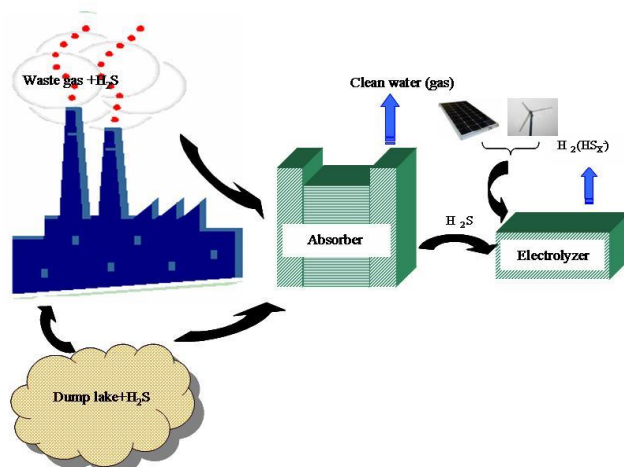 Waste gas +H₂S
Clean water (gas)
H₂(HSₓ⁻)
Absorber
H₂S
Electrolyzer
Dump lake+H₂S